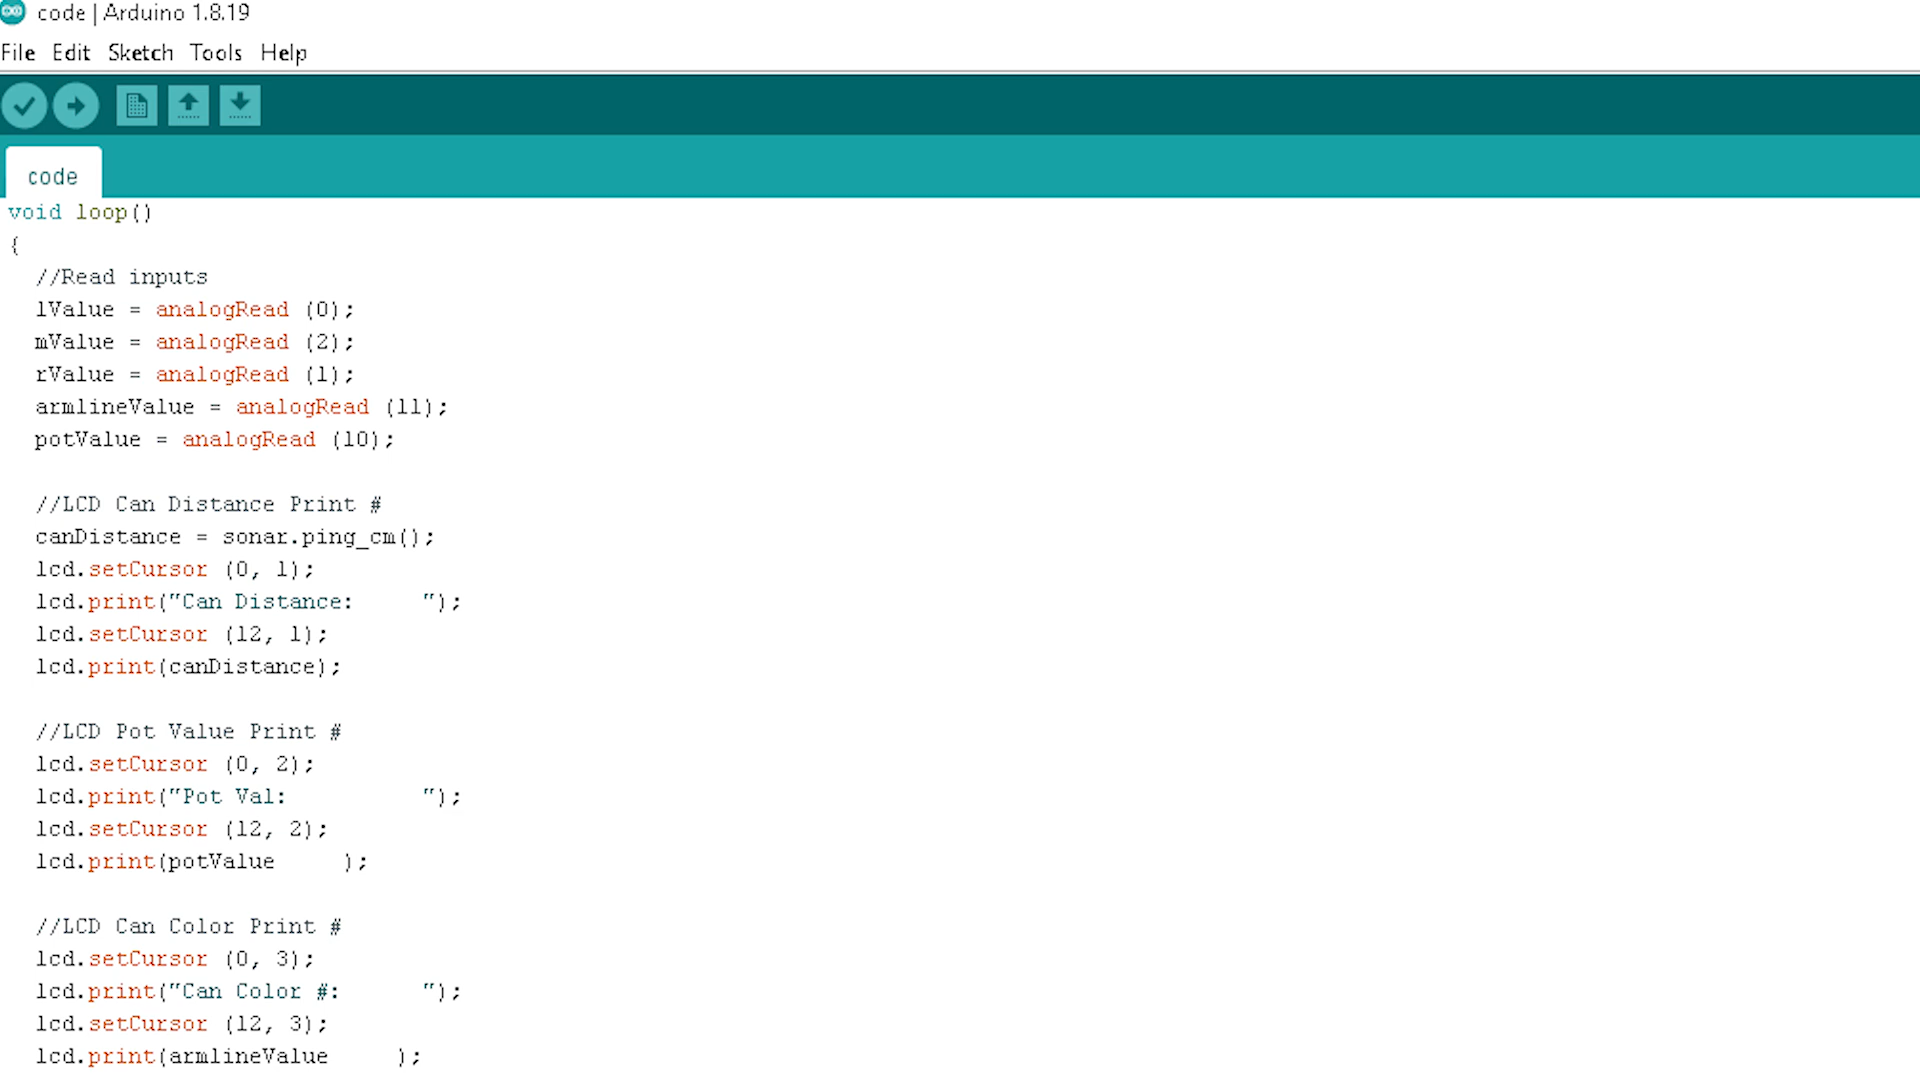 code | Arduino 1.8.19
File Edit Sketch Tools Help
code
void loop()
{
  //Read inputs
  lValue = analogRead (0);
  mValue = analogRead (2);
  rValue = analogRead (1);
  armlineValue = analogRead (11);
  potValue = analogRead (10);

  //LCD Can Distance Print #
  canDistance = sonar.ping_cm();
  lcd.setCursor (0, 1);
  lcd.print("Can Distance:     ");
  lcd.setCursor (12, 1);
  lcd.print(canDistance);

  //LCD Pot Value Print #
  lcd.setCursor (0, 2);
  lcd.print("Pot Val:          ");
  lcd.setCursor (12, 2);
  lcd.print(potValue     );

  //LCD Can Color Print #
  lcd.setCursor (0, 3);
  lcd.print("Can Color #:      ");
  lcd.setCursor (12, 3);
  lcd.print(armlineValue     );